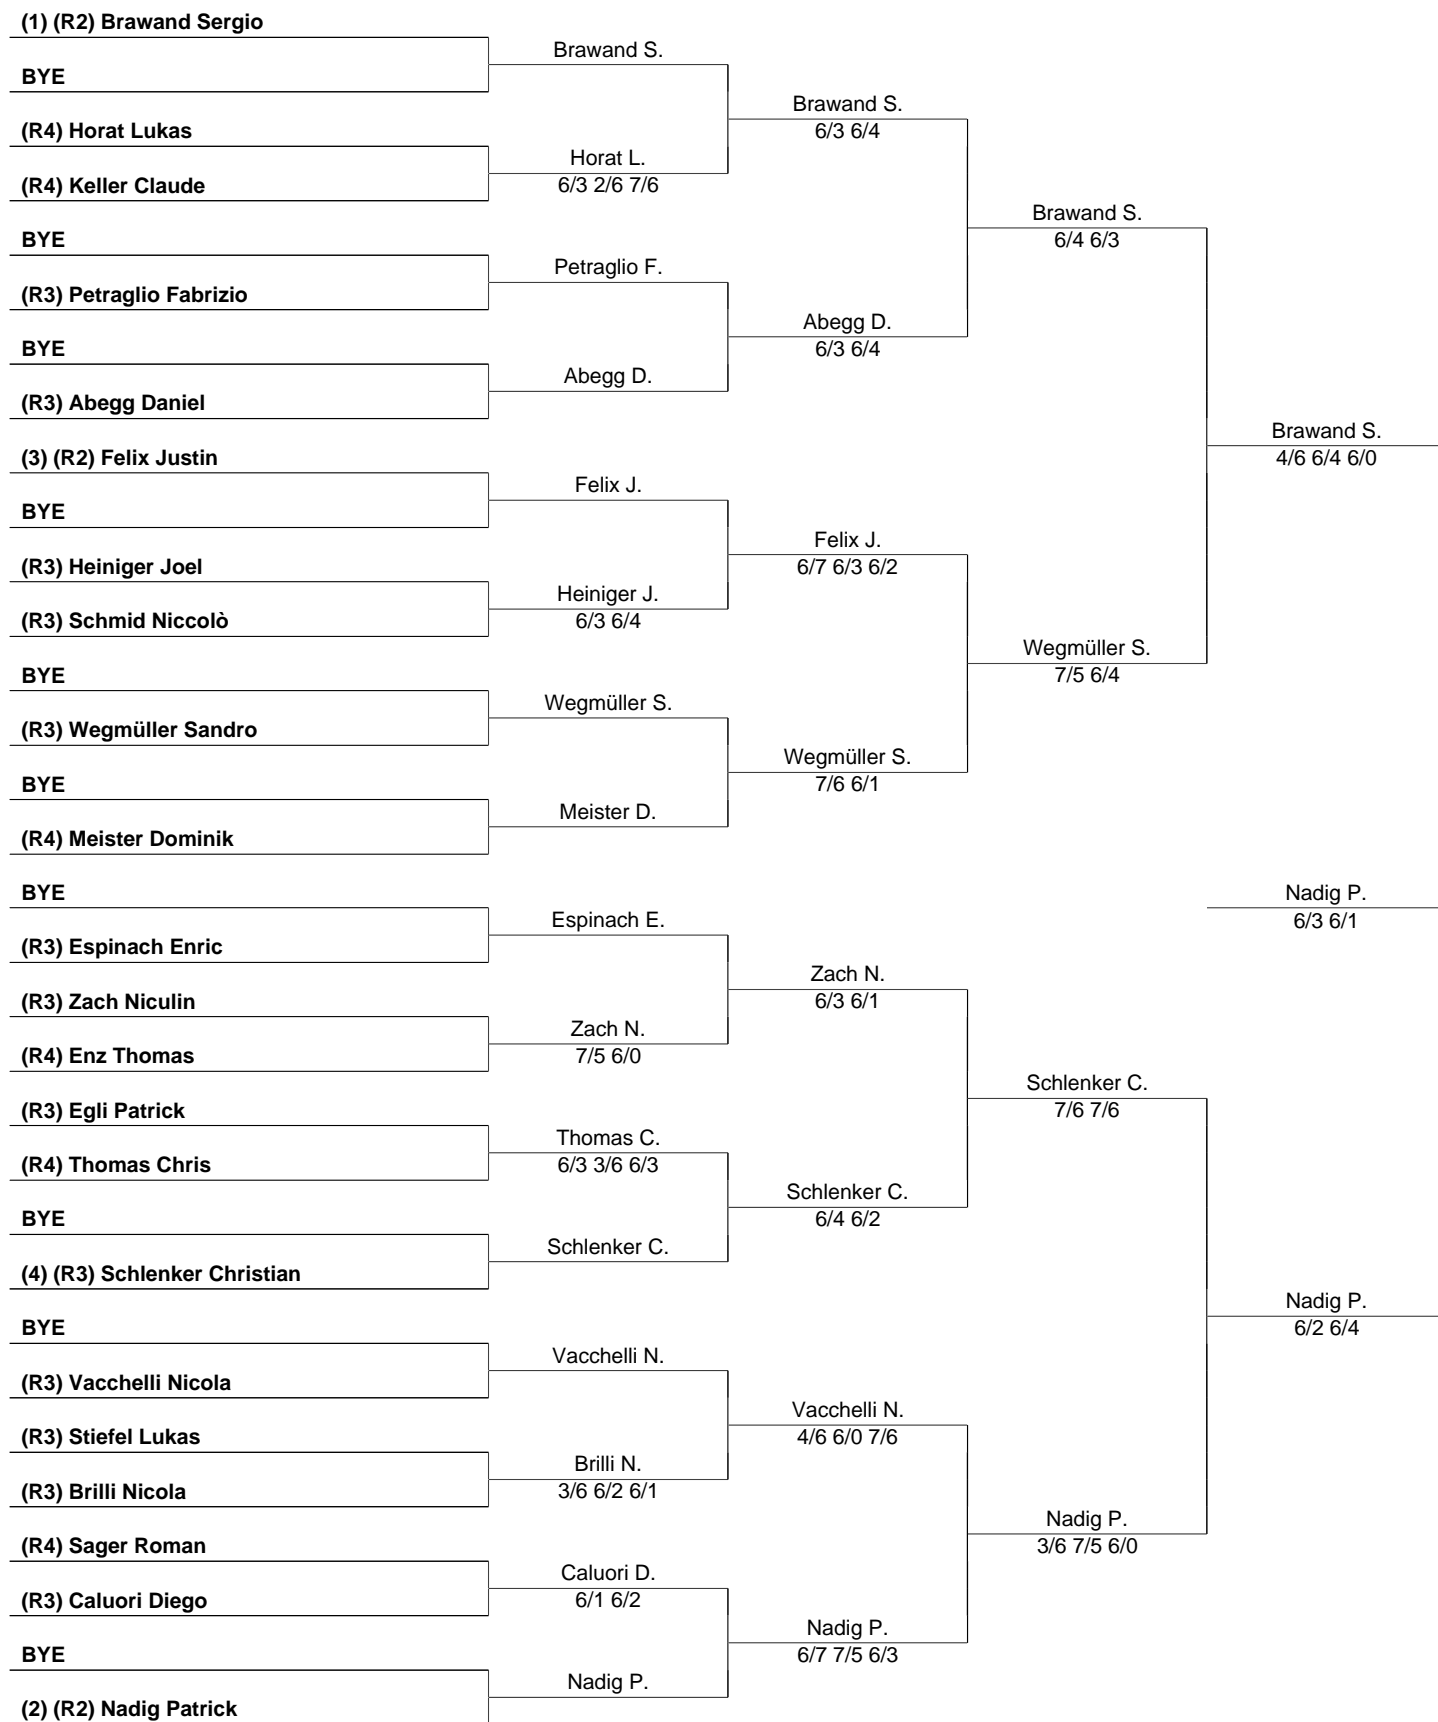 (1) (R2) Brawand Sergio
BYE
(R4) Horat Lukas
(R4) Keller Claude
BYE
(R3) Petraglio Fabrizio
BYE
(R3) Abegg Daniel
(3) (R2) Felix Justin
BYE
(R3) Heiniger Joel
(R3) Schmid Niccolò
BYE
(R3) Wegmüller Sandro
BYE
(R4) Meister Dominik
BYE
(R3) Espinach Enric
(R3) Zach Niculin
(R4) Enz Thomas
(R3) Egli Patrick
(R4) Thomas Chris
BYE
(4) (R3) Schlenker Christian
BYE
(R3) Vacchelli Nicola
(R3) Stiefel Lukas
(R3) Brilli Nicola
(R4) Sager Roman
(R3) Caluori Diego
BYE
(2) (R2) Nadig Patrick
Brawand S.
Horat L.
6/3 2/6 7/6
Petraglio F.
Abegg D.
Felix J.
Heiniger J.
6/3 6/4
Wegmüller S.
Meister D.
Espinach E.
Zach N.
7/5 6/0
Thomas C.
6/3 3/6 6/3
Schlenker C.
Vacchelli N.
Brilli N.
3/6 6/2 6/1
Caluori D.
6/1 6/2
Nadig P.
Brawand S.
6/3 6/4
Abegg D.
6/3 6/4
Felix J.
6/7 6/3 6/2
Wegmüller S.
7/6 6/1
Zach N.
6/3 6/1
Schlenker C.
6/4 6/2
Vacchelli N.
4/6 6/0 7/6
Nadig P.
6/7 7/5 6/3
Brawand S.
6/4 6/3
Wegmüller S.
7/5 6/4
Schlenker C.
7/6 7/6
Nadig P.
3/6 7/5 6/0
Brawand S.
4/6 6/4 6/0
Nadig P.
6/3 6/1
Nadig P.
6/2 6/4